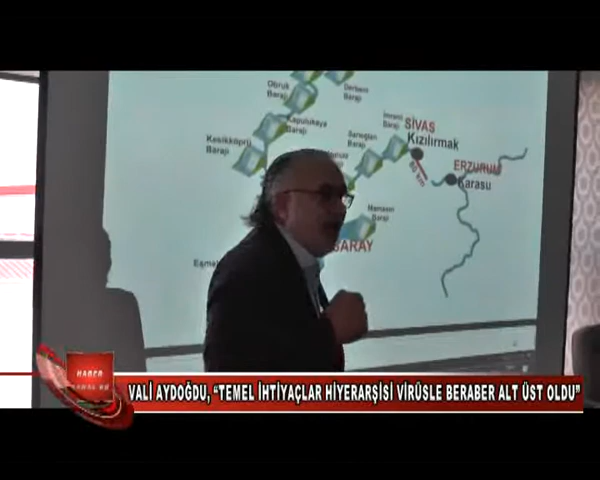 Obruk
Barajı
Derbent
Barajı
Kapulukaya
Barajı
Kesikköprü
Barajı
İmranlı
Barajı
SİVAS
Kızılırmak
Sarıoğlan
Barajı
ERZURUM
Karasu
Mamasın
Barajı
SARAY
HABER
VALİ AYDOĞDU, “TEMEL İHTİYAÇLAR HİYERARŞİSİ VİRÜSLE BERABER ALT ÜST OLDU”